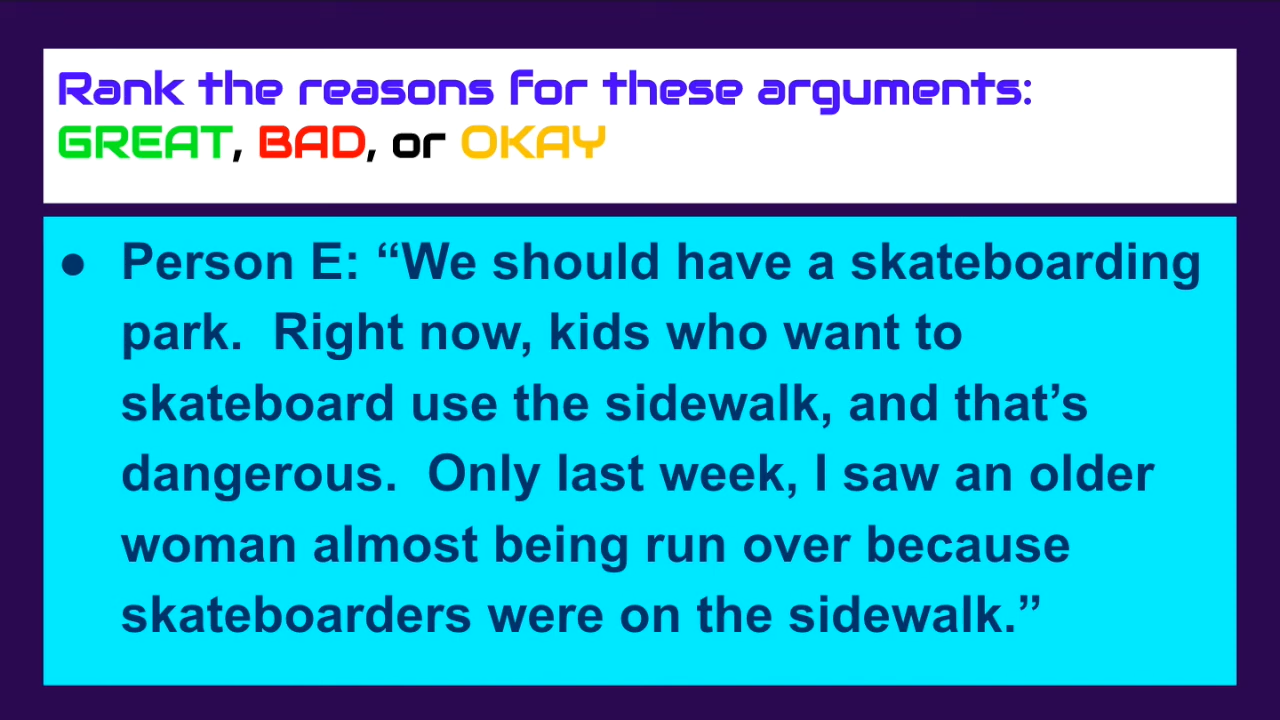 Rank the reasons for these arguments:
GREAT, BAD, or OKAY
● Person E: “We should have a skateboarding
park.  Right now, kids who want to
skateboard use the sidewalk, and that’s
dangerous.  Only last week, I saw an older
woman almost being run over because
skateboarders were on the sidewalk.”